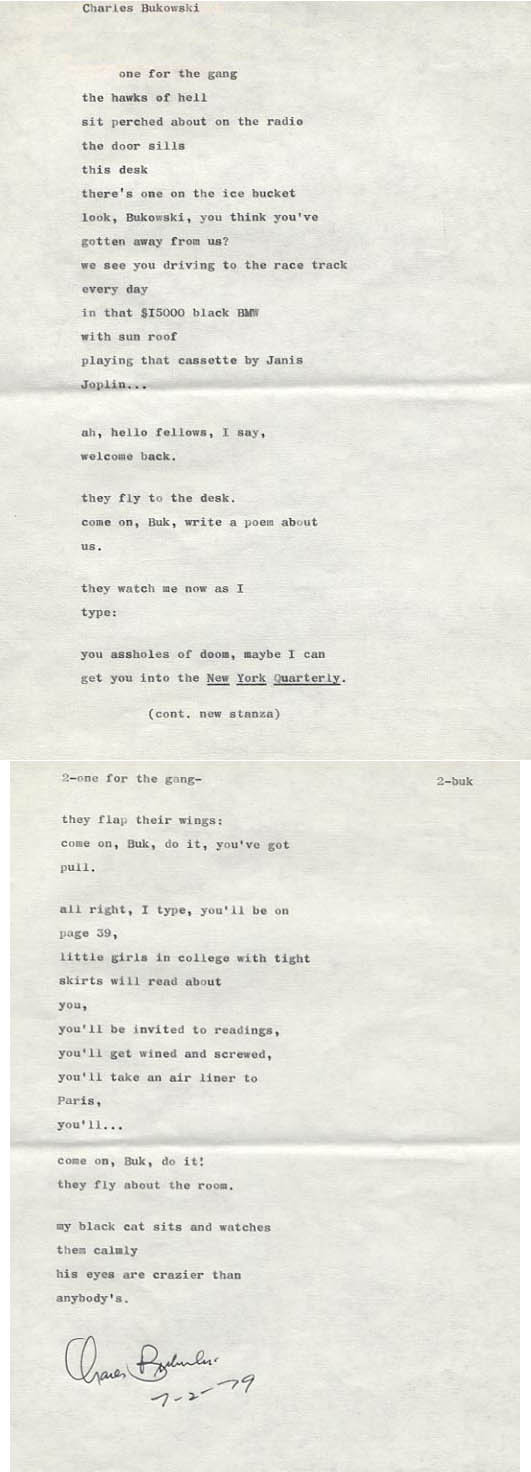 Charles Bukowski
one for the gang
the hawks of hell
sit perched about on the radio
the door sills
this desk
there's one on the ice bucket
look, Bukowski, you think you've
gotten away from us?
we see you driving to the race track
every day
in that $I5000 black BMW
with sun roof
playing that cassette by Janis
Joplin...
ah, hello fellows, I say,
welcome back.
they fly to the desk.
come on, Buk, write a poem about
us.
they watch me now as I
type:
you assholes of doom, maybe I can
get you into the New York Quarterly.
(cont. new stanza)
2-one for the gang-
2-buk
they flap their wings:
come on, Buk, do it, you've got
pull.
all right, I type, you'll be on
page 39,
little girls in college with tight
skirts will read about
you,
you'll be invited to readings,
you'll get wined and screwed,
you'll take an air liner to
Paris,
you'll...
come on, Buk, do it!
they fly about the room.
my black cat sits and watches
them calmly
his eyes are crazier than
anybody's.
Charles Bukowski
7-2-79